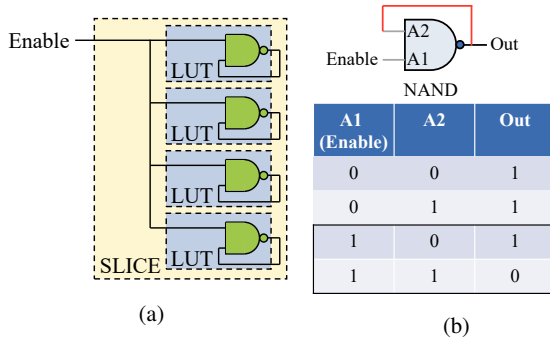 Enable
LUT
LUT
LUT
LUT
SLICE
(a)
A2
Enable
A1
Out
NAND
A1 (Enable) A2 Out
0 0 1
0 1 1
1 0 1
1 1 0
(b)